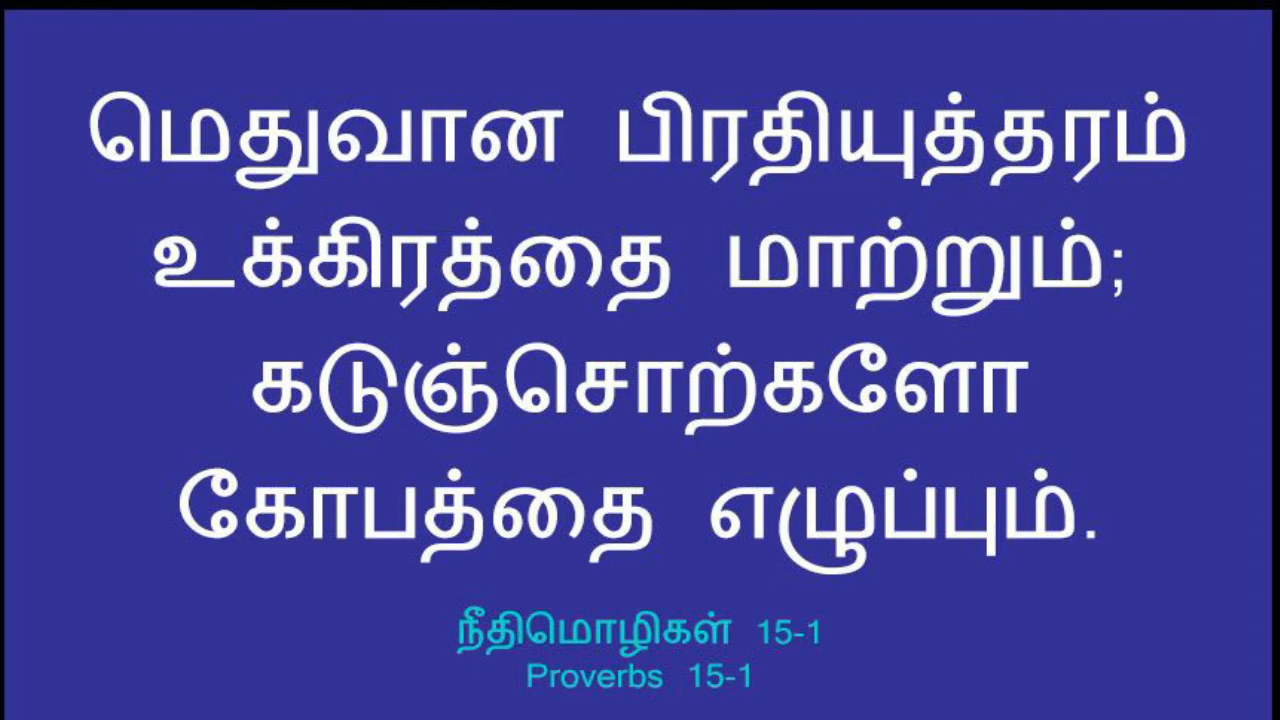 மெதுவான பிரதியுத்தரம்
உக்கிரத்தை மாற்றும்;
கடுஞ்சொற்களோ
கோபத்தை எழுப்பும்.
நீதிமொழிகள் 15-1
Proverbs 15-1